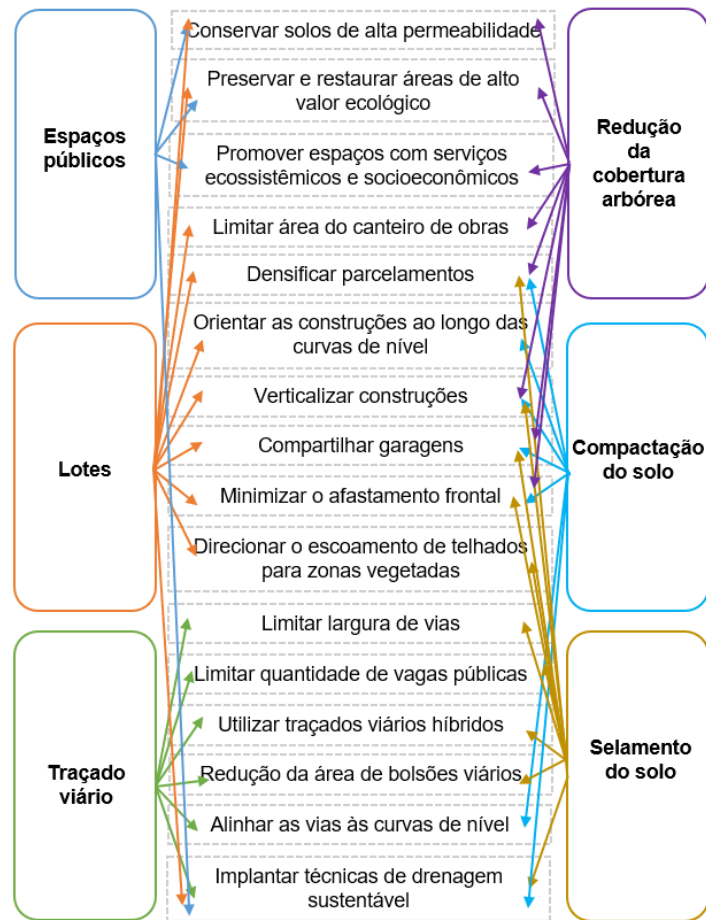 Espaços
públicos
Lotes
Traçado
viário
Conservar solos de alta permeabilidade
Preservar e restaurar áreas de alto
valor ecológico
Promover espaços com serviços
ecossistêmicos e socioeconômicos
Limitar área do canteiro de obras
Densificar parcelamentos
Orientar as construções ao longo das
curvas de nível
Verticalizar construções
Compartilhar garagens
Minimizar o afastamento frontal
Direcionar o escoamento de telhados
para zonas vegetadas
Limitar largura de vias
Limitar quantidade de vagas públicas
Utilizar traçados viários híbridos
Redução da área de bolsões viários
Alinhar as vias às curvas de nível
Implantar técnicas de drenagem
sustentável
Redução
da
cobertura
arbórea
Compactação
do solo
Selamento
do solo